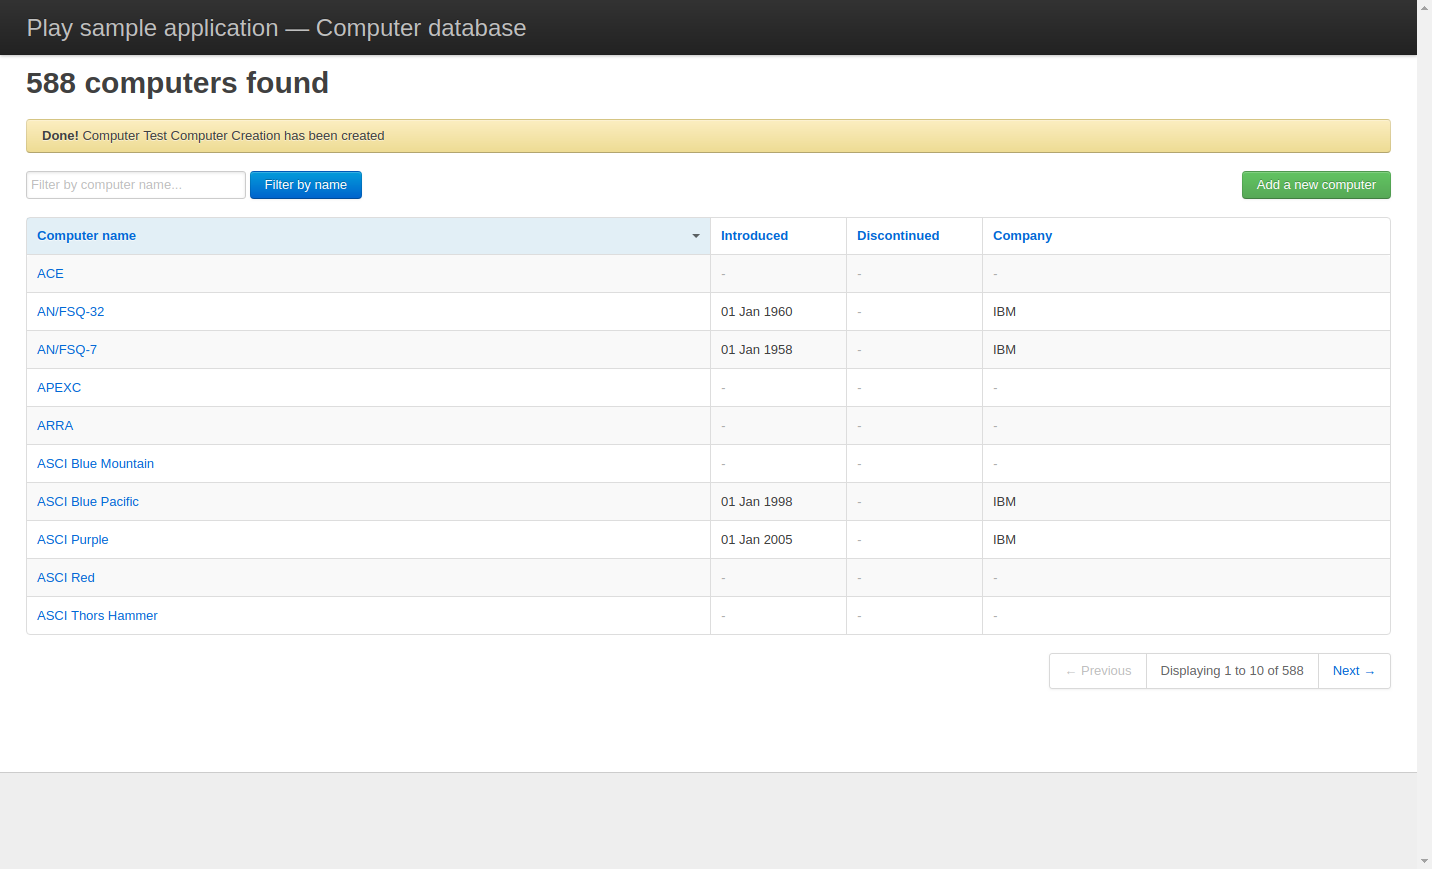 Play sample application — Computer database
588 computers found
Done! Computer Test Computer Creation has been created
Filter by computer name... Filter by name Add a new computer
Computer name Introduced Discontinued Company
ACE - - -
AN/FSQ-32 01 Jan 1960 - IBM
AN/FSQ-7 01 Jan 1958 - IBM
APEXC - - -
ARRA - - -
ASCI Blue Mountain - - -
ASCI Blue Pacific 01 Jan 1998 - IBM
ASCI Purple 01 Jan 2005 - IBM
ASCI Red - - -
ASCI Thors Hammer - - -
← Previous Displaying 1 to 10 of 588 Next →